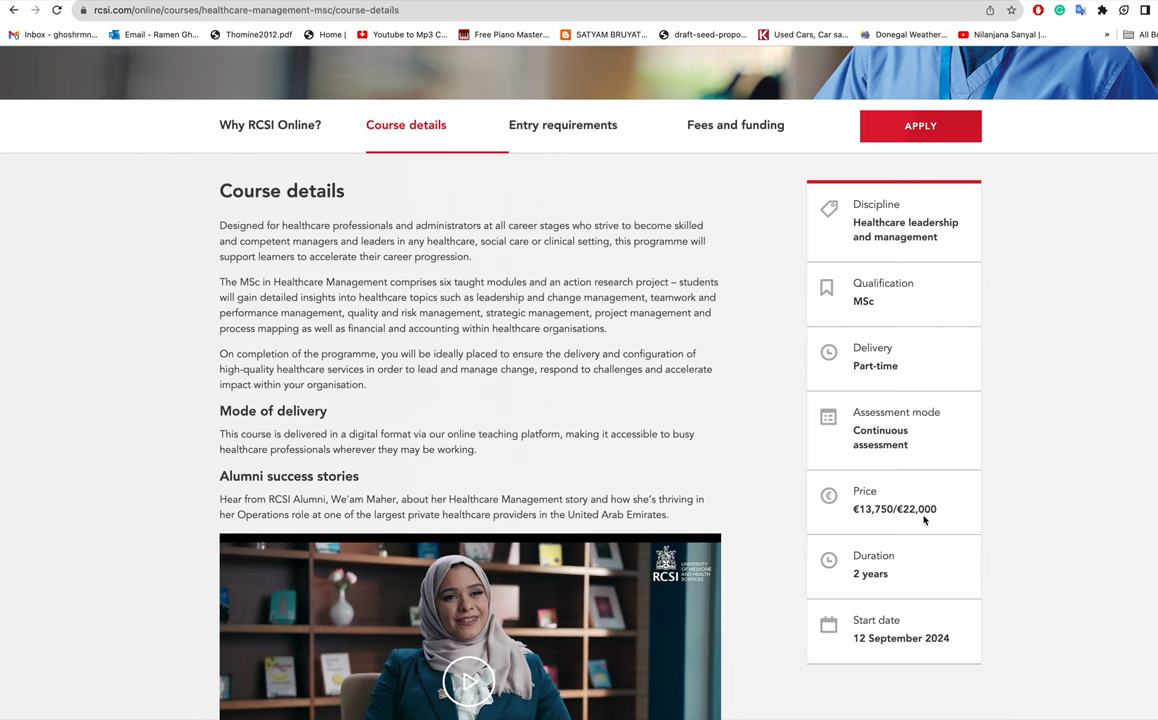 rcsi.com/online/courses/healthcare-management-msc/course-details
Inbox - ghoshrmn...
Email - Ramen Gh...
Thomine2012.pdf
Home |
Youtube to Mp3 C...
Free Piano Master...
SATYAM BRUYAT...
draft-seed-propo...
Used Cars, Car sa...
Donegal Weather...
Nilanjana Sanyal |...
»
All Bo
Why RCSI Online?
Course details
Entry requirements
Fees and funding
APPLY
Course details
Designed for healthcare professionals and administrators at all career stages who strive to become skilled
and competent managers and leaders in any healthcare, social care or clinical setting, this programme will
support learners to accelerate their career progression.
The MSc in Healthcare Management comprises six taught modules and an action research project – students
will gain detailed insights into healthcare topics such as leadership and change management, teamwork and
performance management, quality and risk management, strategic management, project management and
process mapping as well as financial and accounting within healthcare organisations.
On completion of the programme, you will be ideally placed to ensure the delivery and configuration of
high-quality healthcare services in order to lead and manage change, respond to challenges and accelerate
impact within your organisation.
Mode of delivery
This course is delivered in a digital format via our online teaching platform, making it accessible to busy
healthcare professionals wherever they may be working.
Alumni success stories
Hear from RCSI Alumni, We'am Maher, about her Healthcare Management story and how she's thriving in
her Operations role at one of the largest private healthcare providers in the United Arab Emirates.
RCSI
UNIVERSITY
OF MEDICINE
AND HEALTH
SCIENCES
Discipline
Healthcare leadership
and management
Qualification
MSc
Delivery
Part-time
Assessment mode
Continuous
assessment
Price
€13,750/€22,000
Duration
2 years
Start date
12 September 2024